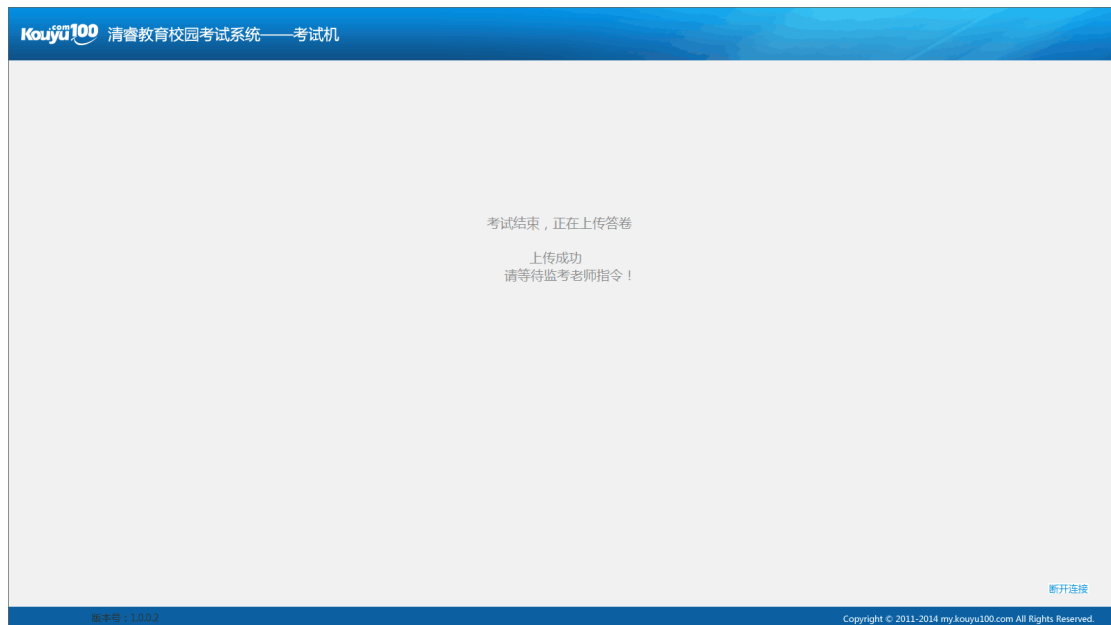 Kouyu100.com 清睿教育校园考试系统——考试机
考试结束，正在上传答卷
上传成功
请等待监考老师指令！
断开连接
版本号：1.0.0.2
Copyright © 2011-2014 my.kouyu100.com All Rights Reserved.